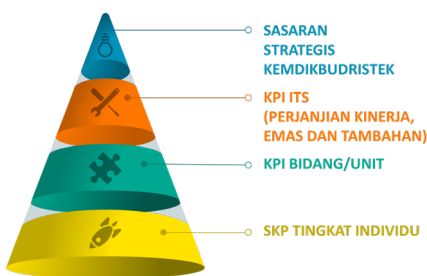 SASARAN
STRATEGIS
KEMDIKBUDRISTEK
KPI ITS
(PERJANJIAN KINERJA,
EMAS DAN TAMBAHAN)
KPI BIDANG/UNIT
SKP TINGKAT INDIVIDU